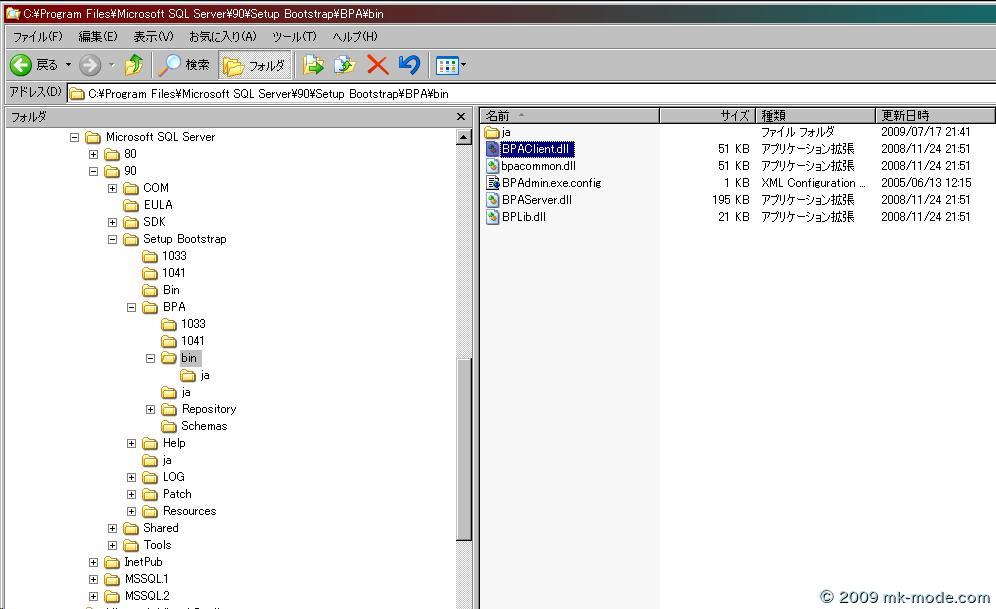 C:¥Program Files¥Microsoft SQL Server¥90¥Setup Bootstrap¥BPA¥bin
ファイル(F) 編集(E) 表示(V) お気に入り(A) ツール(T) ヘルプ(H)
戻る 検索 フォルダ
アドレス(D) C:¥Program Files¥Microsoft SQL Server¥90¥Setup Bootstrap¥BPA¥bin
フォルダ
Microsoft SQL Server
80
90
COM
EULA
SDK
Setup Bootstrap
1033
1041
Bin
BPA
1033
1041
bin
ja
ja
Repository
Schemas
Help
ja
LOG
Patch
Resources
Shared
Tools
InetPub
MSSQL.1
MSSQL.2
名前 サイズ 種類 更新日時
ja ファイル フォルダ 2009/07/17 21:41
BPAClient.dll 51 KB アプリケーション拡張 2008/11/24 21:51
bpacommon.dll 51 KB アプリケーション拡張 2008/11/24 21:51
BPAdmin.exe.config 1 KB XML Configuration ... 2005/06/13 12:15
BPAServer.dll 195 KB アプリケーション拡張 2008/11/24 21:51
BPLib.dll 21 KB アプリケーション拡張 2008/11/24 21:51
© 2009 mk-mode.com